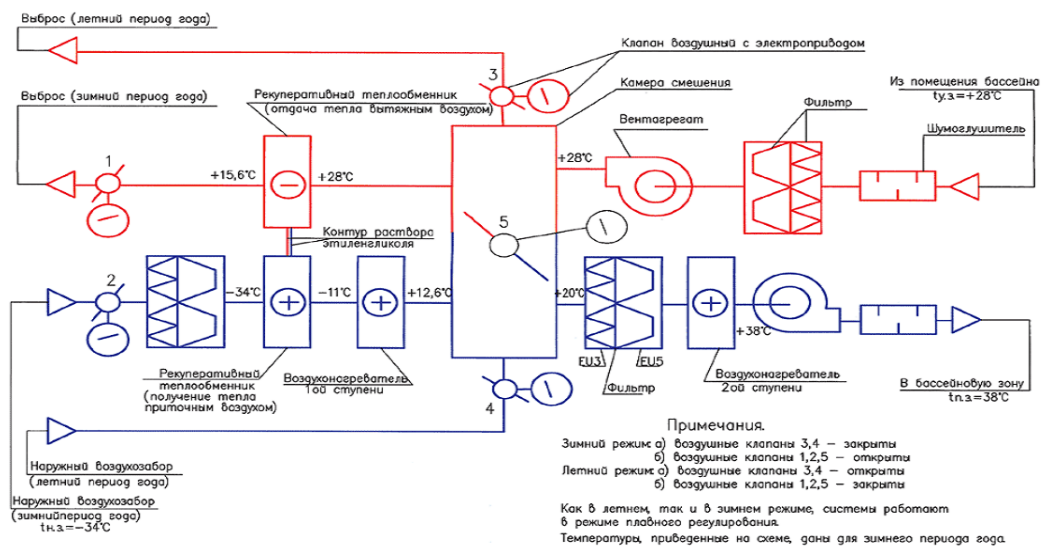 Выброс (летний период года)
3
Клапан воздушный с электроприводом
Выброс (зимний период года)
Рекуперативный теплообменник
(отдача тепла вытяжным воздухом)
Камера смешения
Из помещения бассейна
tу.з.=+28°С
Вентагрегат
Фильтр
Шумоглушитель
1
+15,6°С
+28°С
+28°С
5
Контур раствора
этиленгликоля
2
-34°С
-11°С
+12,6°С
+20°С
+38°С
EU3
EU5
Рекуперативный
теплообменник
(получение тепла
приточным воздухом)
Воздухонагреватель
1ой ступени
Фильтр
Воздухонагреватель
2ой ступени
В бассейновую зону
tп.з.=38°С
4
Наружный воздухозабор
(летний период года)
Наружный воздухозабор
(зимнийпериод года)
tн.з.=-34°С
Примечания.
Зимний режим: а) воздушные клапаны 3,4 — закрыты
б) воздушные клапаны 1,2,5 — открыты
Летний режим: а) воздушные клапаны 3,4 — открыты
б) воздушные клапаны 1,2,5 — закрыты
Как в летнем, так и в зимнем режиме, системы работают
в режиме плавного регулирования.
Температуры, приведенные на схеме, даны для зимнего периода года.